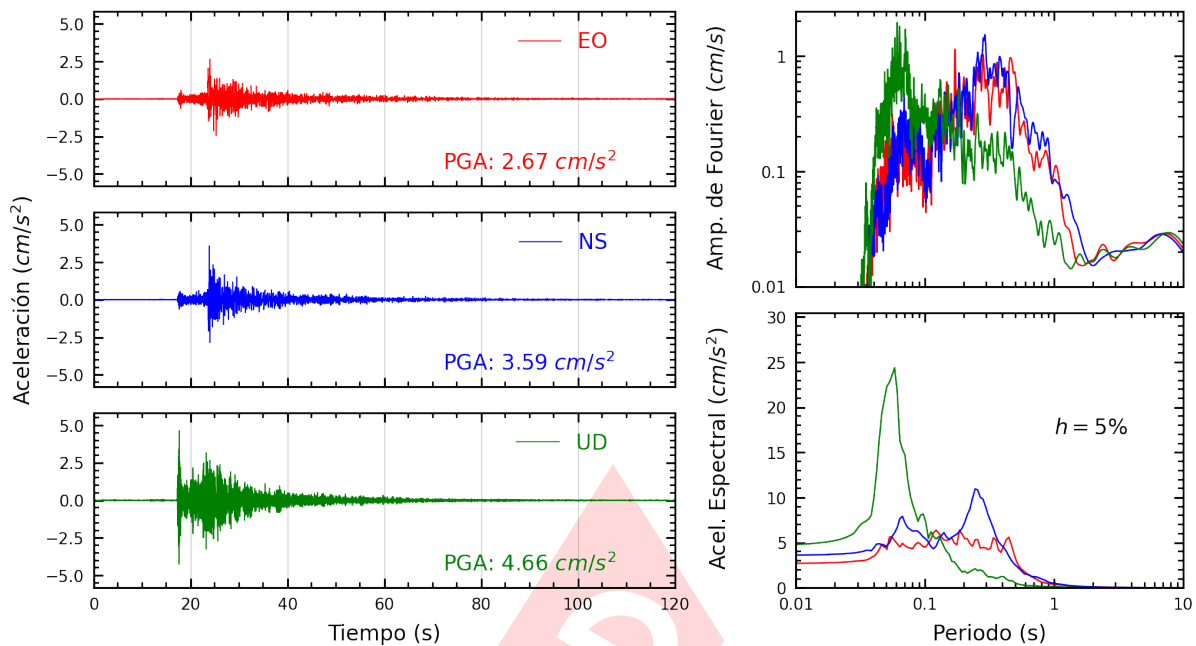 Aceleración (cm/s²)
5.0
2.5
0.0
−2.5
−5.0
EO
PGA: 2.67 cm/s²
5.0
2.5
0.0
−2.5
−5.0
NS
PGA: 3.59 cm/s²
5.0
2.5
0.0
−2.5
−5.0
UD
PGA: 4.66 cm/s²
0 20 40 60 80 100 120
Tiempo (s)
Amp. de Fourier (cm/s)
1
0.1
0.01
Acel. Espectral (cm/s²)
30
25
20
15
10
5
0
h = 5%
0.01 0.1 1 10
Periodo (s)